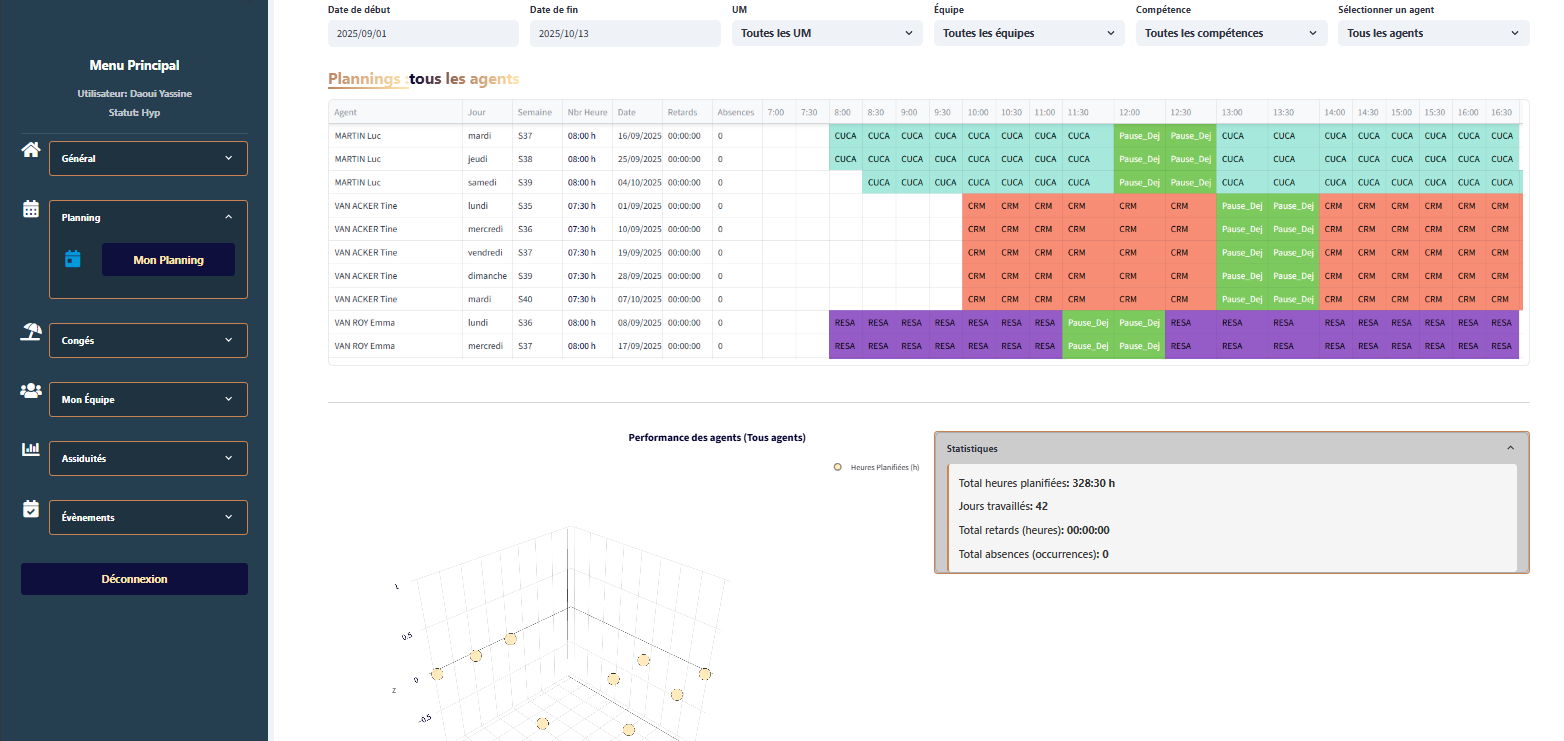 Menu Principal
Utilisateur: Daoui Yassine
Statut: Hyp
Général
Planning
Mon Planning
Congés
Mon Équipe
Assiduités
Évènements
Déconnexion
Date de début Date de fin UM Équipe Compétence Sélectionner un agent
2025/09/01 2025/10/13 Toutes les UM Toutes les équipes Toutes les compétences Tous les agents
Plannings :tous les agents
Agent Jour Semaine Nbr Heure Date Retards Absences 7:00 7:30 8:00 8:30 9:00 9:30 10:00 10:30 11:00 11:30 12:00 12:30 13:00 13:30 14:00 14:30 15:00 15:30 16:00 16:30
MARTIN Luc mardi S37 08:00 h 16/09/2025 00:00:00 0 CUCA CUCA CUCA CUCA CUCA CUCA CUCA CUCA Pause_Dej Pause_Dej CUCA CUCA CUCA CUCA CUCA CUCA CUCA CUCA
MARTIN Luc jeudi S38 08:00 h 25/09/2025 00:00:00 0 CUCA CUCA CUCA CUCA CUCA CUCA CUCA CUCA Pause_Dej Pause_Dej CUCA CUCA CUCA CUCA CUCA CUCA CUCA CUCA
MARTIN Luc samedi S39 08:00 h 04/10/2025 00:00:00 0 CUCA CUCA CUCA CUCA CUCA CUCA CUCA Pause_Dej Pause_Dej CUCA CUCA CUCA CUCA CUCA CUCA CUCA CUCA
VAN ACKER Tine lundi S35 07:30 h 01/09/2025 00:00:00 0 CRM CRM CRM CRM CRM CRM Pause_Dej Pause_Dej CRM CRM CRM CRM CRM CRM
VAN ACKER Tine mercredi S36 07:30 h 10/09/2025 00:00:00 0 CRM CRM CRM CRM CRM CRM Pause_Dej Pause_Dej CRM CRM CRM CRM CRM CRM
VAN ACKER Tine vendredi S37 07:30 h 19/09/2025 00:00:00 0 CRM CRM CRM CRM CRM CRM Pause_Dej Pause_Dej CRM CRM CRM CRM CRM CRM
VAN ACKER Tine dimanche S39 07:30 h 28/09/2025 00:00:00 0 CRM CRM CRM CRM CRM CRM Pause_Dej Pause_Dej CRM CRM CRM CRM CRM CRM
VAN ACKER Tine mardi S40 07:30 h 07/10/2025 00:00:00 0 CRM CRM CRM CRM CRM CRM Pause_Dej Pause_Dej CRM CRM CRM CRM CRM CRM
VAN ROY Emma lundi S36 08:00 h 08/09/2025 00:00:00 0 RESA RESA RESA RESA RESA RESA RESA Pause_Dej Pause_Dej RESA RESA RESA RESA RESA RESA RESA RESA RESA
VAN ROY Emma mercredi S37 08:00 h 17/09/2025 00:00:00 0 RESA RESA RESA RESA RESA RESA RESA Pause_Dej Pause_Dej RESA RESA RESA RESA RESA RESA RESA RESA RESA
Performance des agents (Tous agents)
Heures Planifiées (h)
1
0.5
0
z
−0.5
Statistiques
Total heures planifiées: 328:30 h
Jours travaillés: 42
Total retards (heures): 00:00:00
Total absences (occurrences): 0